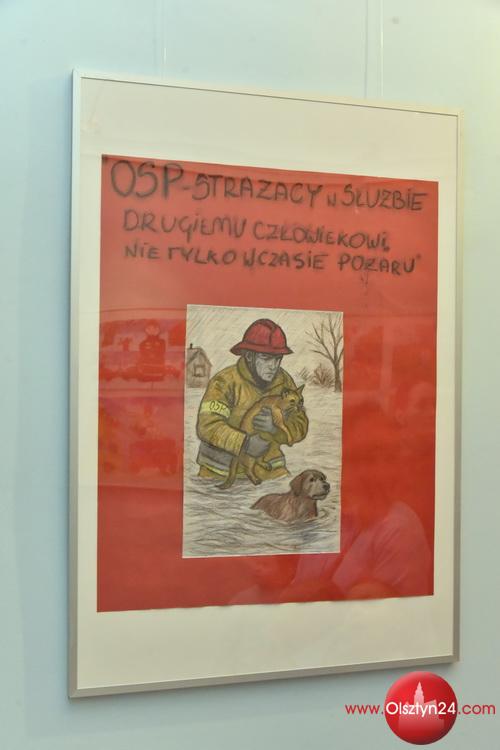 OSP-STRAŻACY W SŁUŻBIE
DRUGIEMU CZŁOWIEKOWI,
NIE TYLKO W CZASIE POŻARU"
OSP
www.Olsztyn24.com